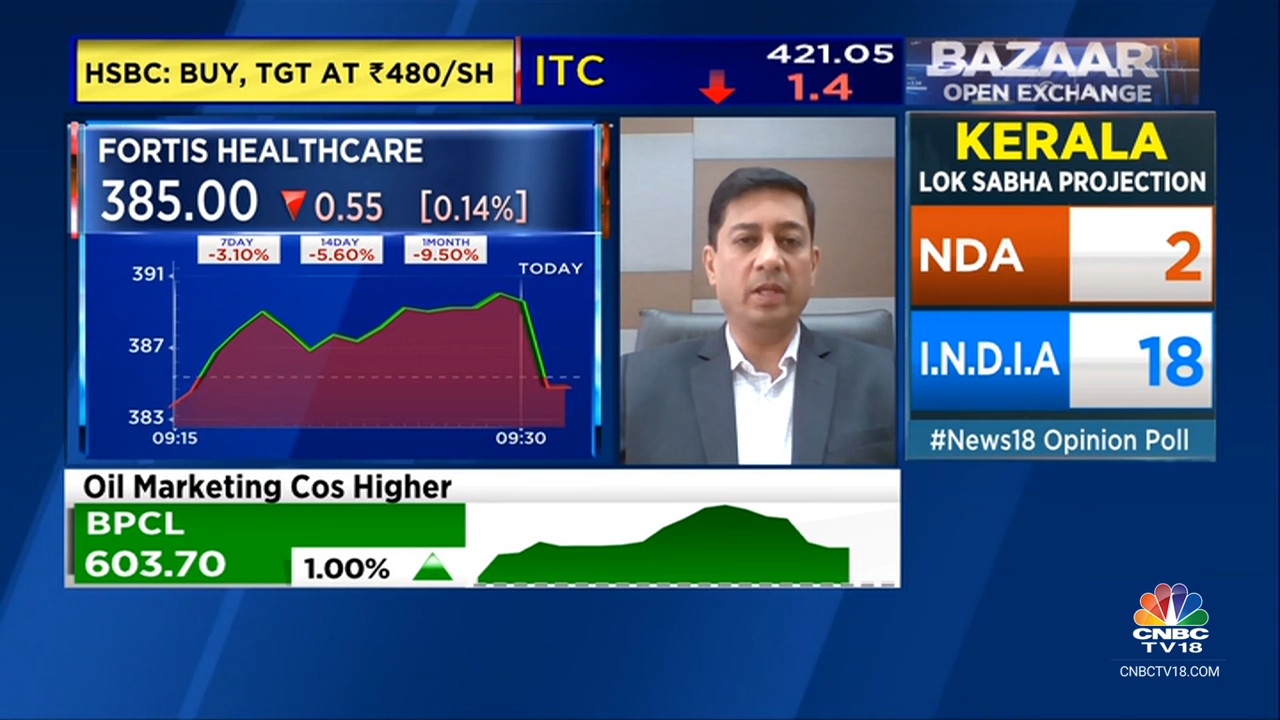 HSBC: BUY, TGT AT ₹480/SH
ITC
421.05
1.4
BAZAAR
OPEN EXCHANGE
FORTIS HEALTHCARE
385.00 0.55 [0.14%]
7DAY 14DAY 1MONTH
-3.10% -5.60% -9.50%
TODAY
391
387
383
09:15 09:30
KERALA
LOK SABHA PROJECTION
NDA 2
I.N.D.I.A 18
#News18 Opinion Poll
Oil Marketing Cos Higher
BPCL
603.70 1.00%
CNBC
TV18
CNBCTV18.COM